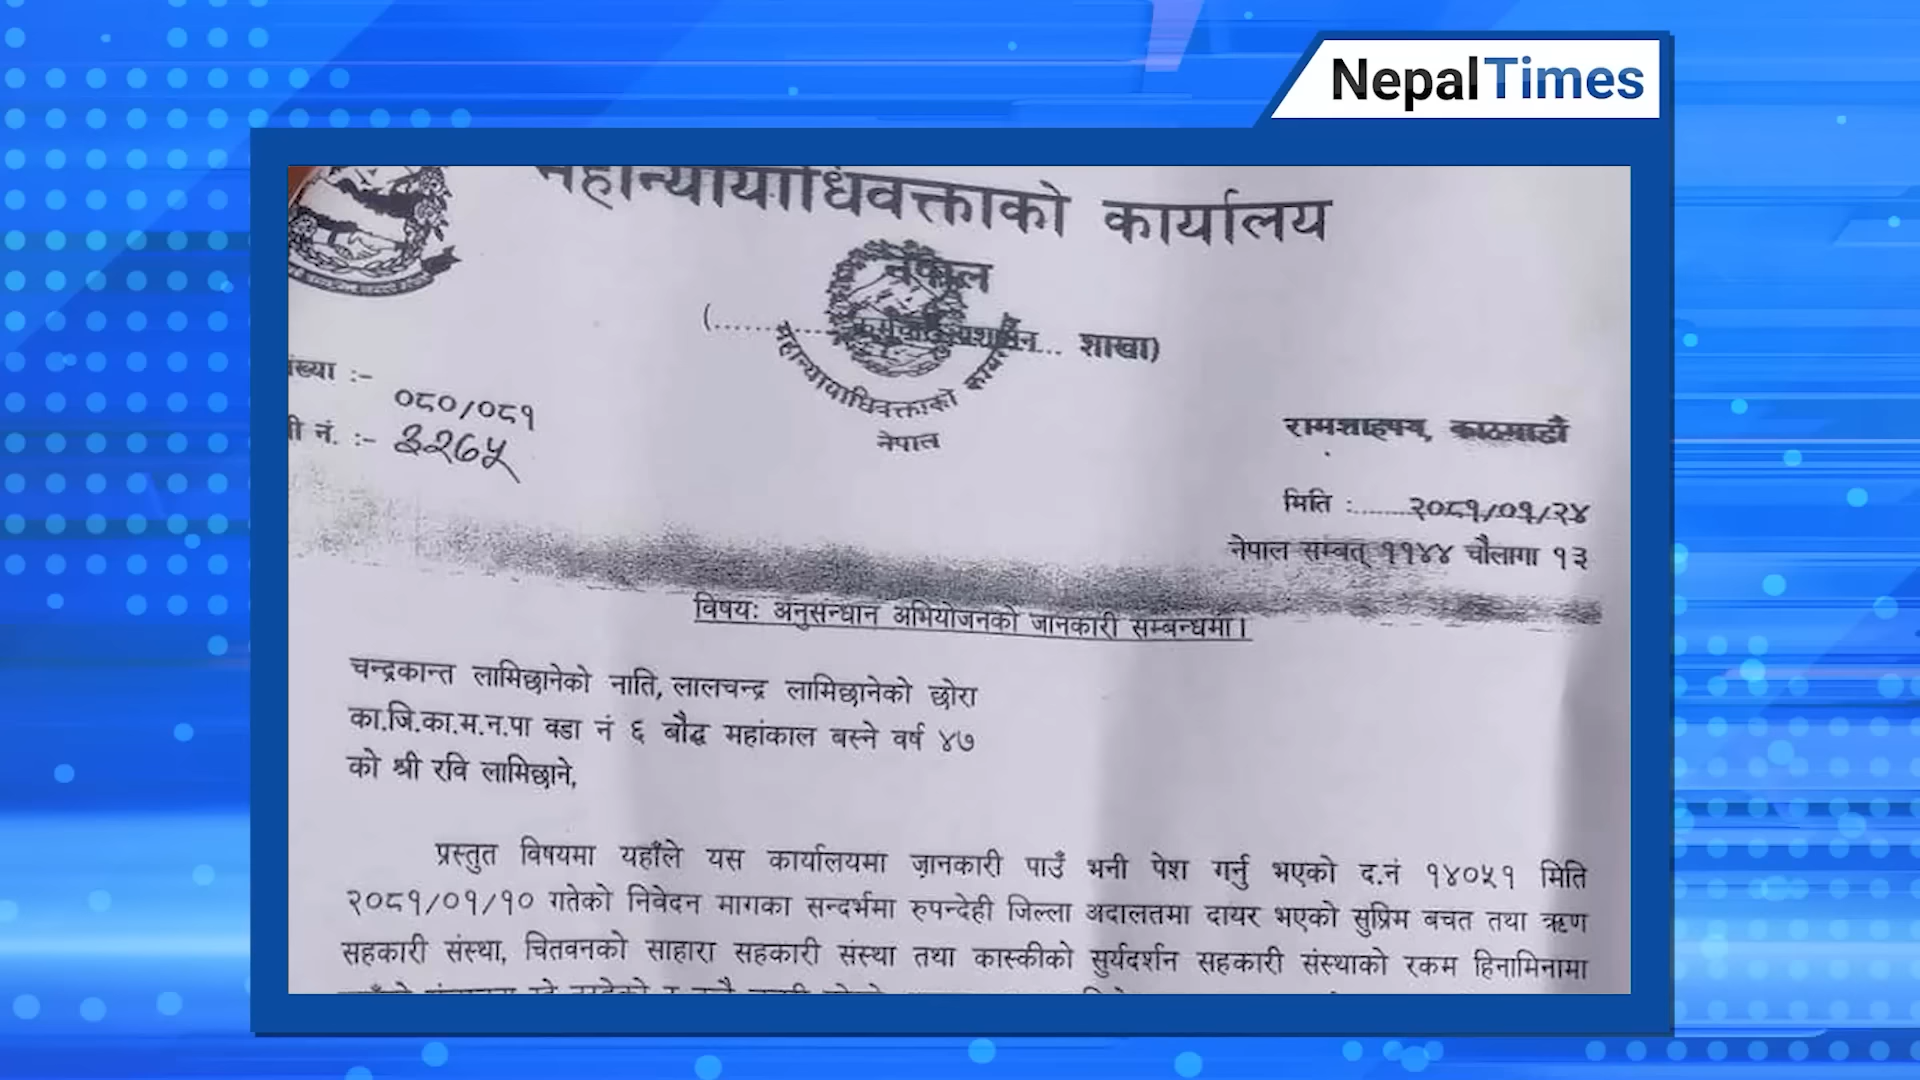 NepalTimes
महान्यायाधिवक्ताको कार्यालय
नेपाल
शाखा)
महान्यायाधिवक्ताको
नेपाल
०८०/०८१
नं. :-
रामशाहपथ, काठमाडौं
मिति :........२०८१/०१/२४
नेपाल सम्बत् ११४४ चौलागा १३
विषय: अनुसन्धान अभियोजनको जानकारी सम्बन्धमा।
चन्द्रकान्त लामिछानेको नाति, लालचन्द्र लामिछानेको छोरा
का.जि.का.म.न.पा वडा नं ६ बौद्ध महांकाल बस्ने वर्ष ४७
को श्री रवि लामिछाने,
प्रस्तुत विषयमा यहाँले यस कार्यालयमा जानकारी पाउँ भनी पेश गर्नु भएको द.नं १४०५१ मिति
२०८१/०१/१० गतेको निवेदन मागका सन्दर्भमा रुपन्देही जिल्ला अदालतमा दायर भएको सुप्रिम बचत तथा ऋण
सहकारी संस्था, चितवनको साहारा सहकारी संस्था तथा कास्कीको सुर्यदर्शन सहकारी संस्थाको रकम हिनामिनामा